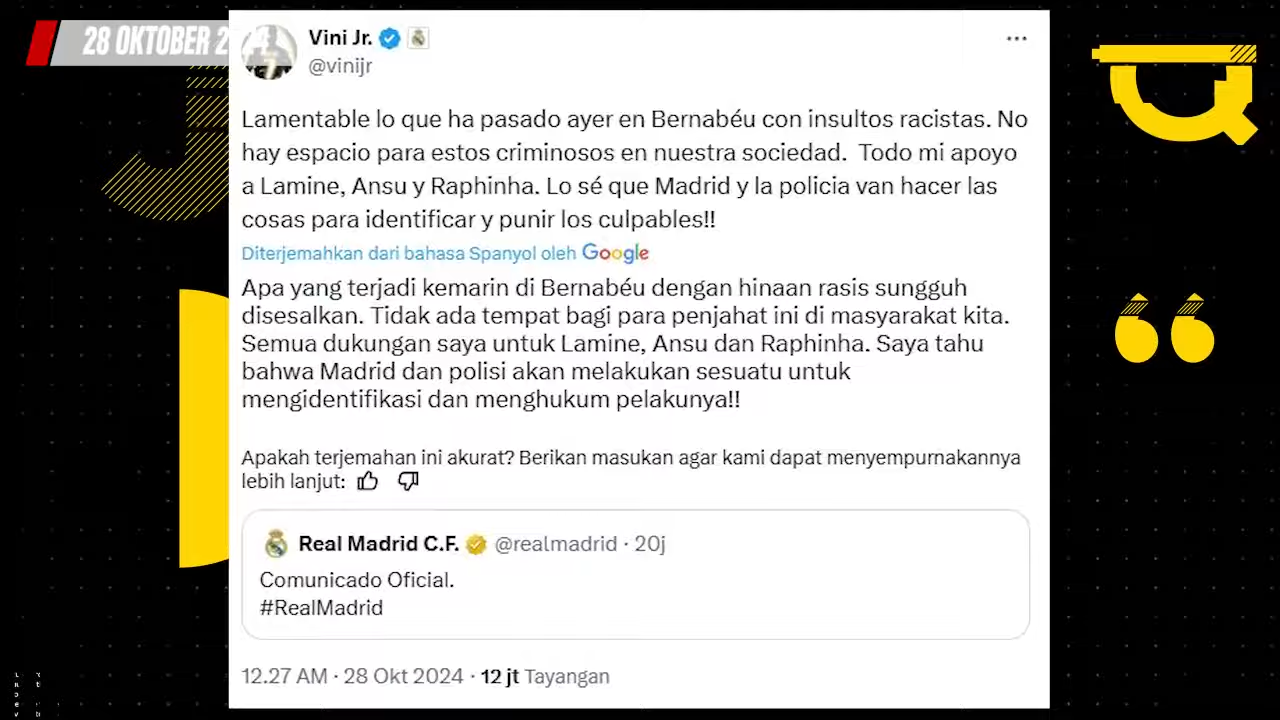 28 OKTOBER 2024
Vini Jr.
@vinijr
Lamentable lo que ha pasado ayer en Bernabéu con insultos racistas. No
hay espacio para estos criminosos en nuestra sociedad. Todo mi apoyo
a Lamine, Ansu y Raphinha. Lo sé que Madrid y la policia van hacer las
cosas para identificar y punir los culpables!!
Diterjemahkan dari bahasa Spanyol oleh Google
Apa yang terjadi kemarin di Bernabéu dengan hinaan rasis sungguh
disesalkan. Tidak ada tempat bagi para penjahat ini di masyarakat kita.
Semua dukungan saya untuk Lamine, Ansu dan Raphinha. Saya tahu
bahwa Madrid dan polisi akan melakukan sesuatu untuk
mengidentifikasi dan menghukum pelakunya!!
Apakah terjemahan ini akurat? Berikan masukan agar kami dapat menyempurnakannya
lebih lanjut:
Real Madrid C.F. @realmadrid · 20j
Comunicado Oficial.
#RealMadrid
12.27 AM · 28 Okt 2024 · 12 jt Tayangan